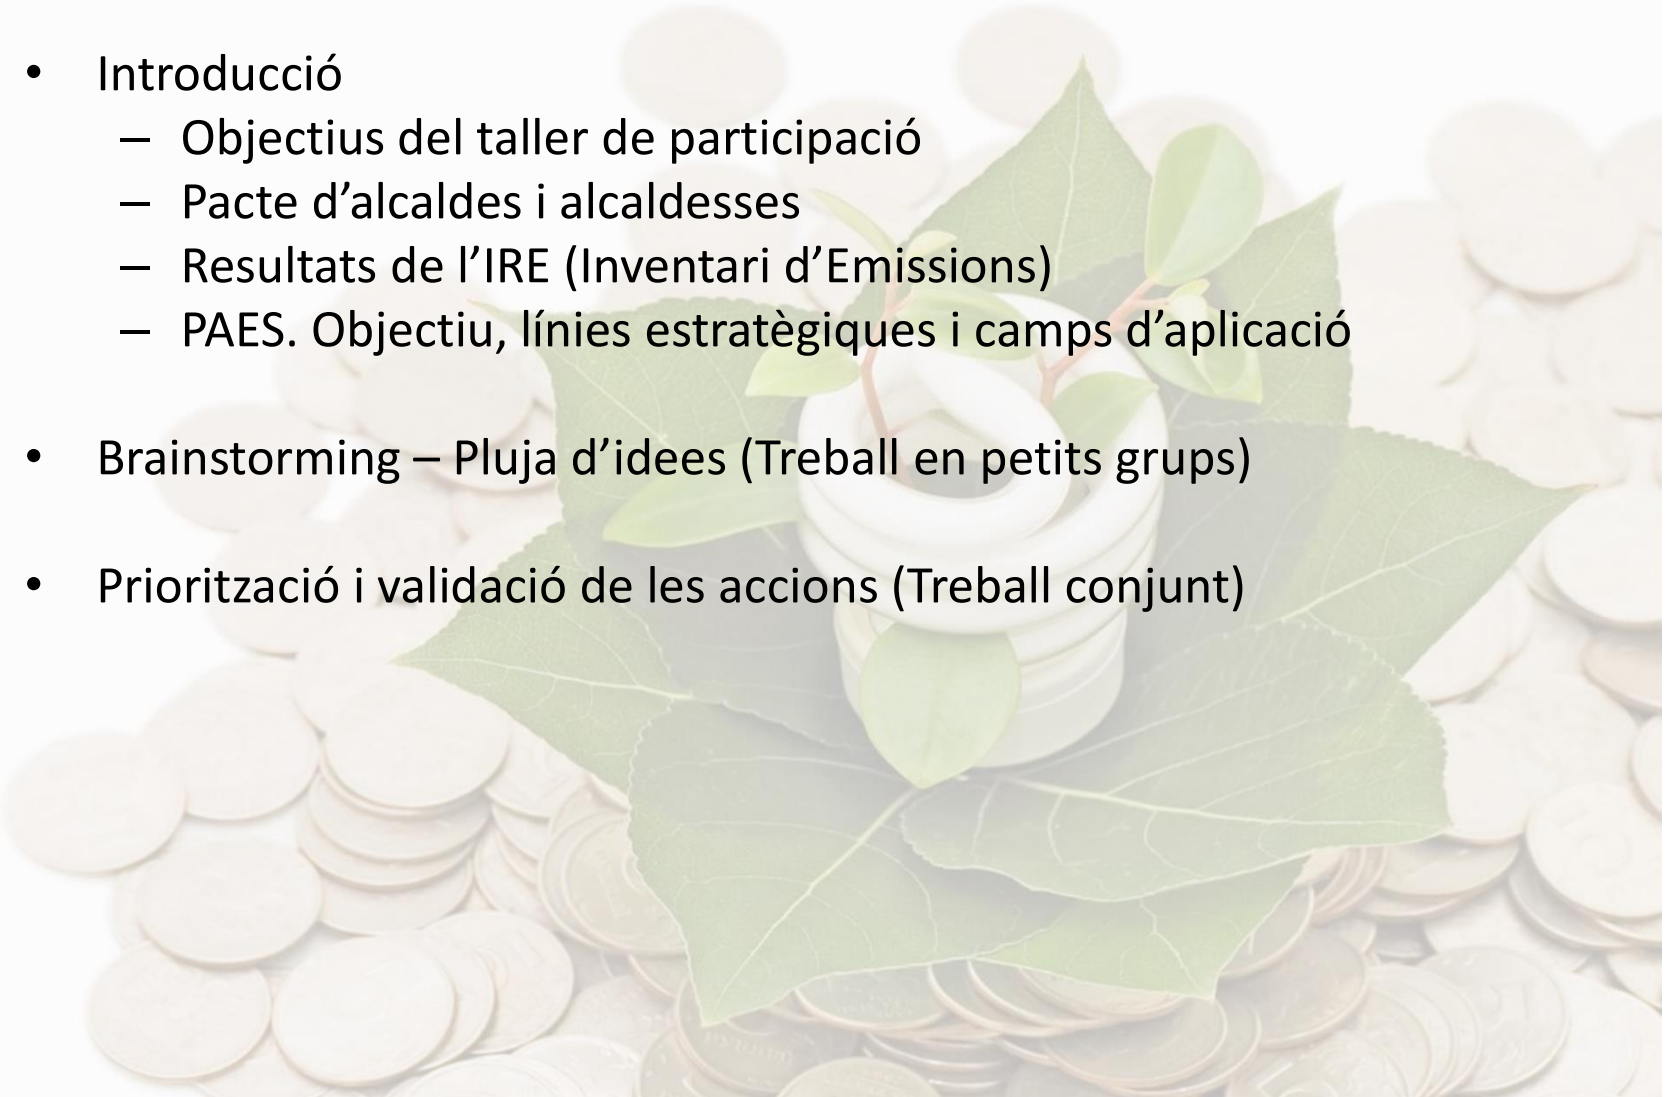 • Introducció
– Objectius del taller de participació
– Pacte d’alcaldes i alcaldesses
– Resultats de l’IRE (Inventari d’Emissions)
– PAES. Objectiu, línies estratègiques i camps d’aplicació
• Brainstorming – Pluja d’idees (Treball en petits grups)
• Priorització i validació de les accions (Treball conjunt)